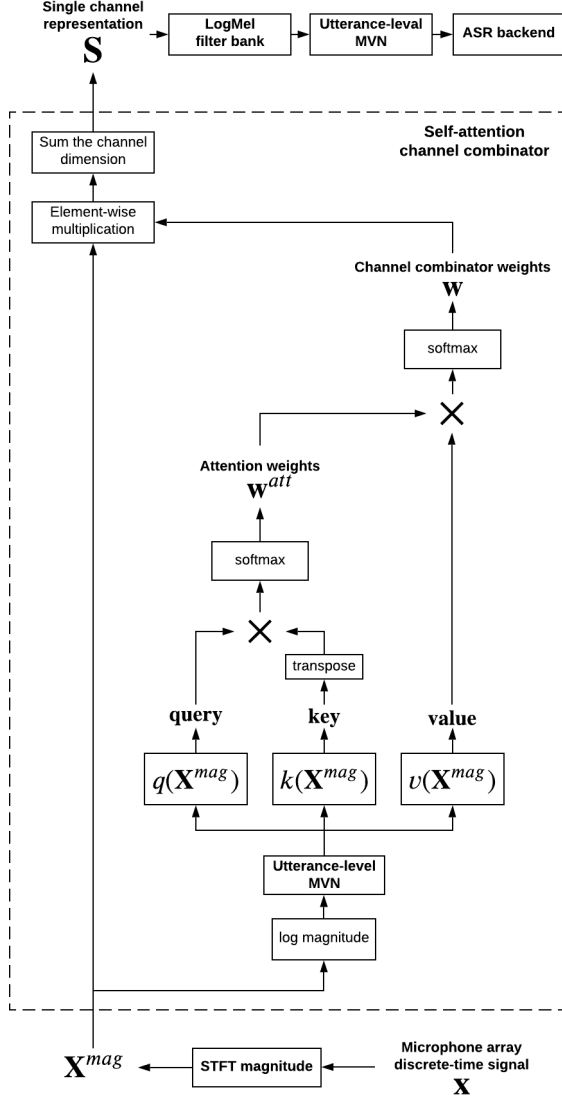 Single channel
representation
S
LogMel
filter bank
Utterance-leval
MVN
ASR backend
Self-attention
channel combinator
Sum the channel
dimension
Element-wise
multiplication
Channel combinator weights
w
softmax
×
Attention weights
w^{att}
softmax
×
transpose
query
key
value
q(X^{mag})
k(X^{mag})
v(X^{mag})
Utterance-level
MVN
log magnitude
X^{mag}
STFT magnitude
Microphone array
discrete-time signal
x